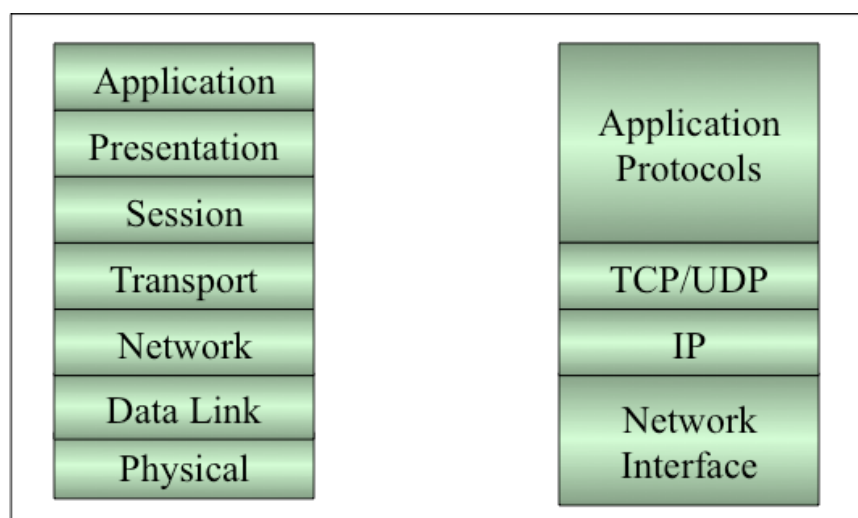 Application
Presentation
Session
Transport
Network
Data Link
Physical
Application
Protocols
TCP/UDP
IP
Network
Interface